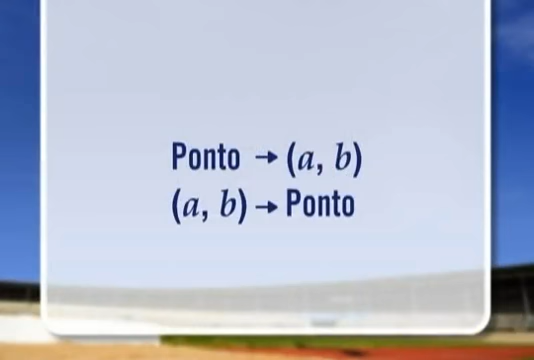 Ponto → (a, b)
(a, b) → Ponto